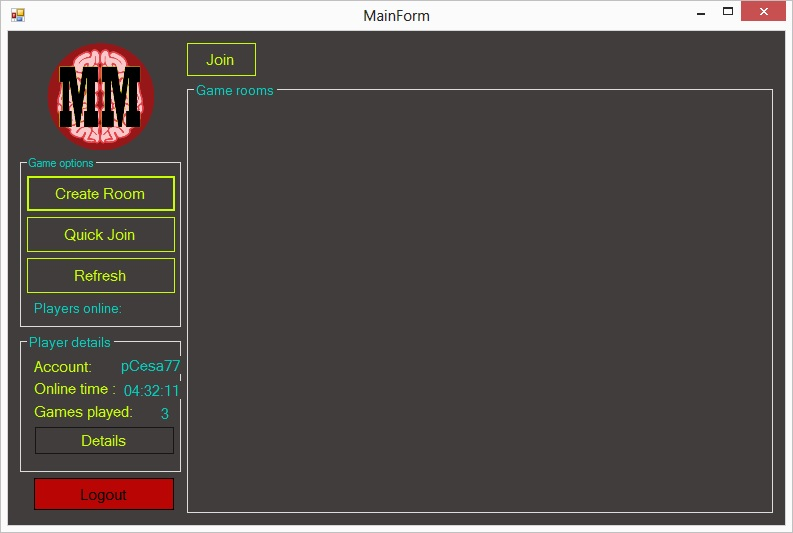 MainForm
MM
Join
Game rooms
Game options
Create Room
Quick Join
Refresh
Players online:
Player details
Account: pCesa77
Online time : 04:32:11
Games played: 3
Details
Logout